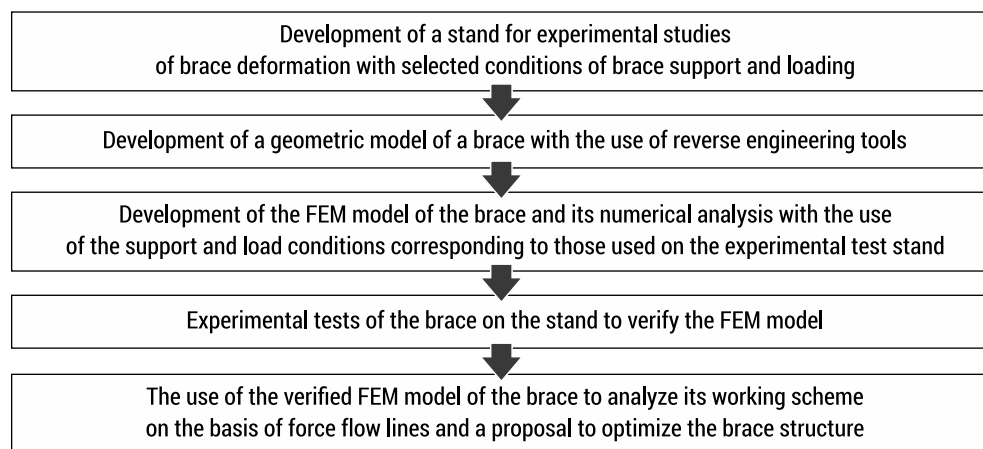 Development of a stand for experimental studies
of brace deformation with selected conditions of brace support and loading
Development of a geometric model of a brace with the use of reverse engineering tools
Development of the FEM model of the brace and its numerical analysis with the use
of the support and load conditions corresponding to those used on the experimental test stand
Experimental tests of the brace on the stand to verify the FEM model
The use of the verified FEM model of the brace to analyze its working scheme
on the basis of force flow lines and a proposal to optimize the brace structure